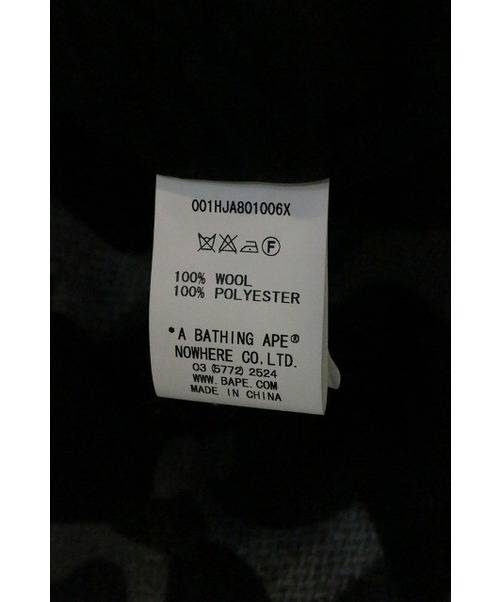 001HJA801006X
F
100% WOOL
100% POLYESTER
*A BATHING APE®
NOWHERE CO. LTD.
03 (5772) 2524
WWW. BAPE. COM
MADE IN CHINA